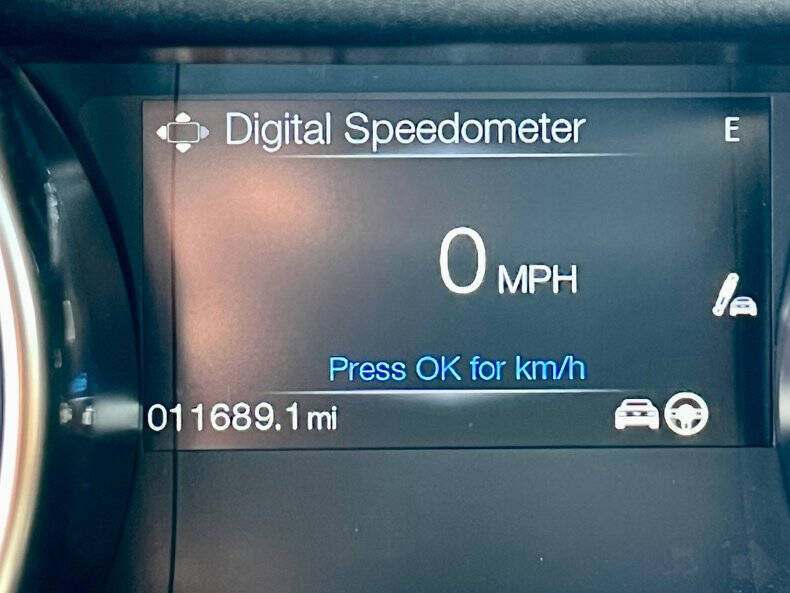 Digital Speedometer E
0 MPH
Press OK for km/h
011689.1 mi